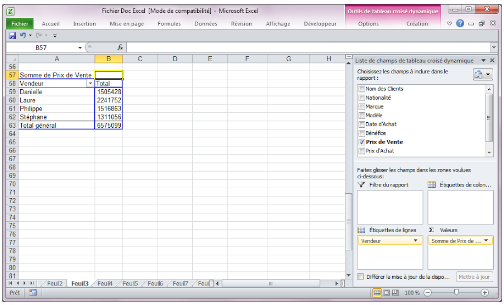 Fichier Doc Excel [Mode de compatibilité] - Microsoft Excel
Outils de tableau croisé dynamique
Fichier Accueil Insertion Mise en page Formules Données Révision Affichage Développeur Options Création
B57 fx
A B C D E F G H
56
57 Somme de Prix de Vente
58 Vendeur Total
59 Danielle 1505428
60 Laure 2241752
61 Philippe 1516863
62 Stéphane 1311056
63 Total général 6575099
64
65
66
67
68
69
70
71
72
73
74
75
76
77
78
79
80
81
Liste de champs de tableau croisé dynamique
Choisissez les champs à inclure dans le
rapport :
Nom des Clients
Nationalité
Marque
Modèle
Date d'Achat
Bénéfice
Prix de Vente
Prix d'Achat
Faites glisser les champs dans les zones voulues
ci-dessous:
Filtre du rapport Étiquettes de colon...
Étiquettes de lignes Σ Valeurs
Vendeur Somme de Prix de ...
Différer la mise à jour de la dispo... Mettre à jour
Feuil2 Feuil3 Feuil4 Feuil5 Feuil6 Feuil7 Feuil
Prêt 100 %